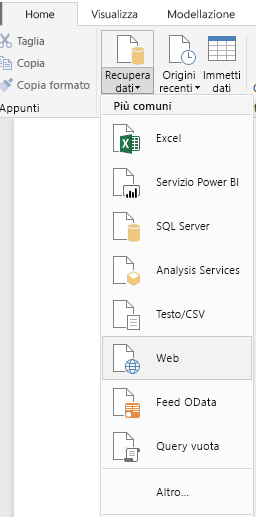 Home Visualizza Modellazione
Taglia
Copia
Copia formato
Appunti
Recupera dati
Origini recenti
Immetti dati
Più comuni
Excel
Servizio Power BI
SQL Server
Analysis Services
Testo/CSV
Web
Feed OData
Query vuota
Altro...